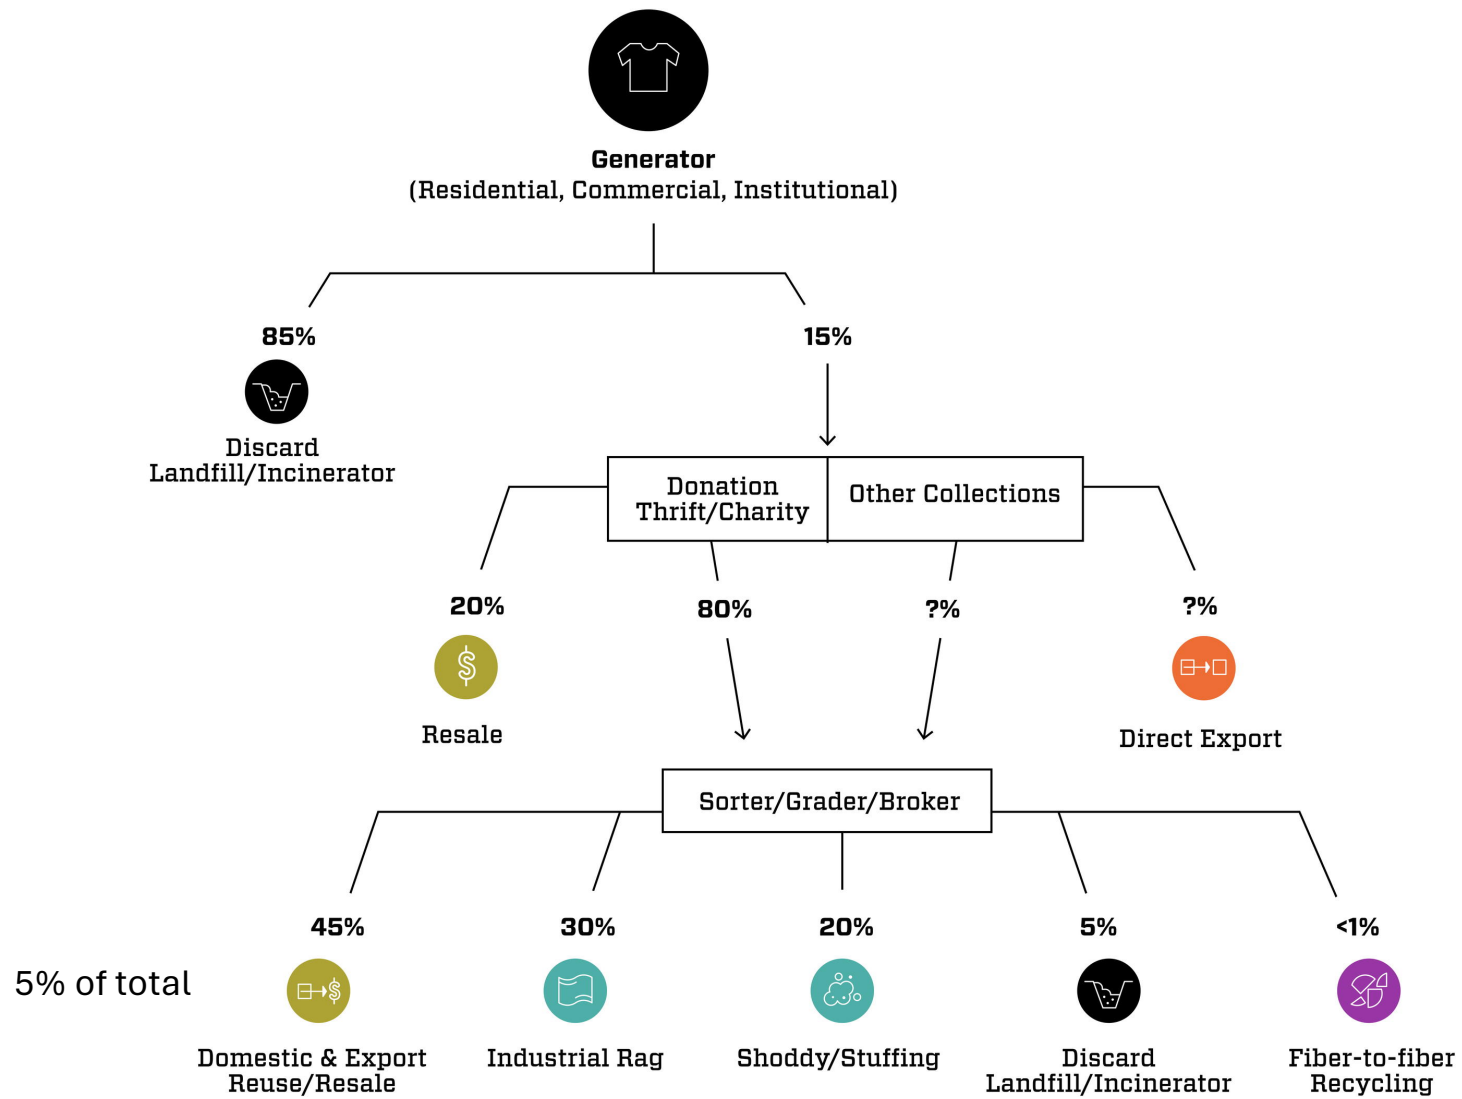 Generator
(Residential, Commercial, Institutional)
85%
15%
Discard
Landfill/Incinerator
Donation
Thrift/Charity
Other Collections
20%
80%
?%
?%
Resale
Direct Export
Sorter/Grader/Broker
45%
30%
20%
5%
<1%
5% of total
Domestic & Export
Reuse/Resale
Industrial Rag
Shoddy/Stuffing
Discard
Landfill/Incinerator
Fiber-to-fiber
Recycling